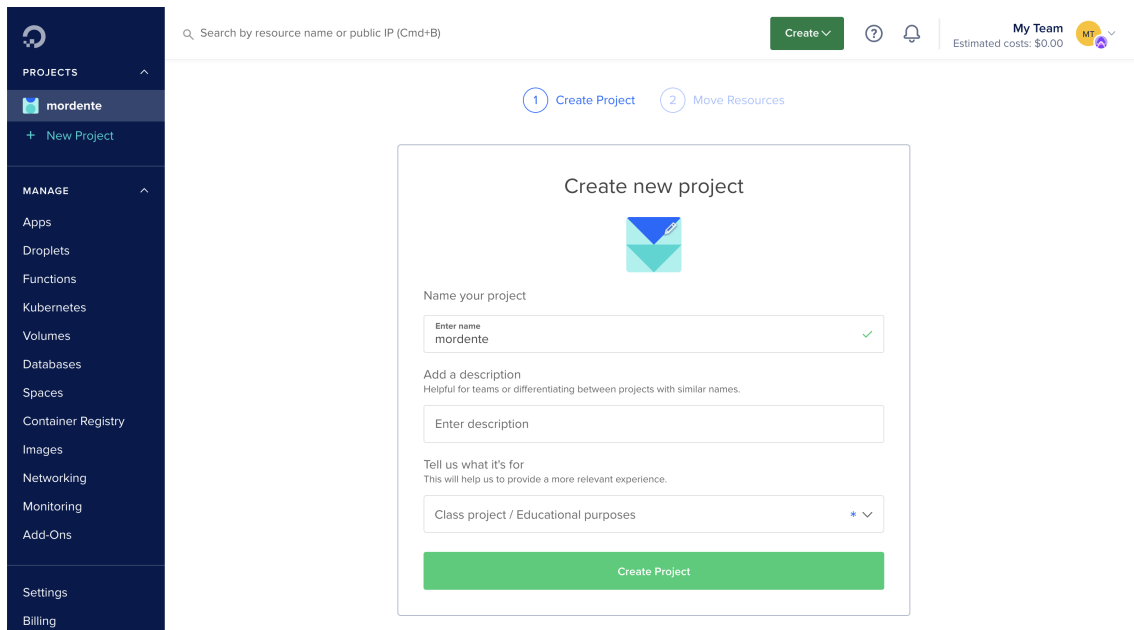 Search by resource name or public IP (Cmd+B)
Create
?
My Team
Estimated costs: $0.00
MT
PROJECTS
mordente
+ New Project
MANAGE
Apps
Droplets
Functions
Kubernetes
Volumes
Databases
Spaces
Container Registry
Images
Networking
Monitoring
Add-Ons
Settings
Billing
1 Create Project
2 Move Resources
Create new project
Name your project
Enter name
mordente
Add a description
Helpful for teams or differentiating between projects with similar names.
Enter description
Tell us what it's for
This will help us to provide a more relevant experience.
Class project / Educational purposes *
Create Project